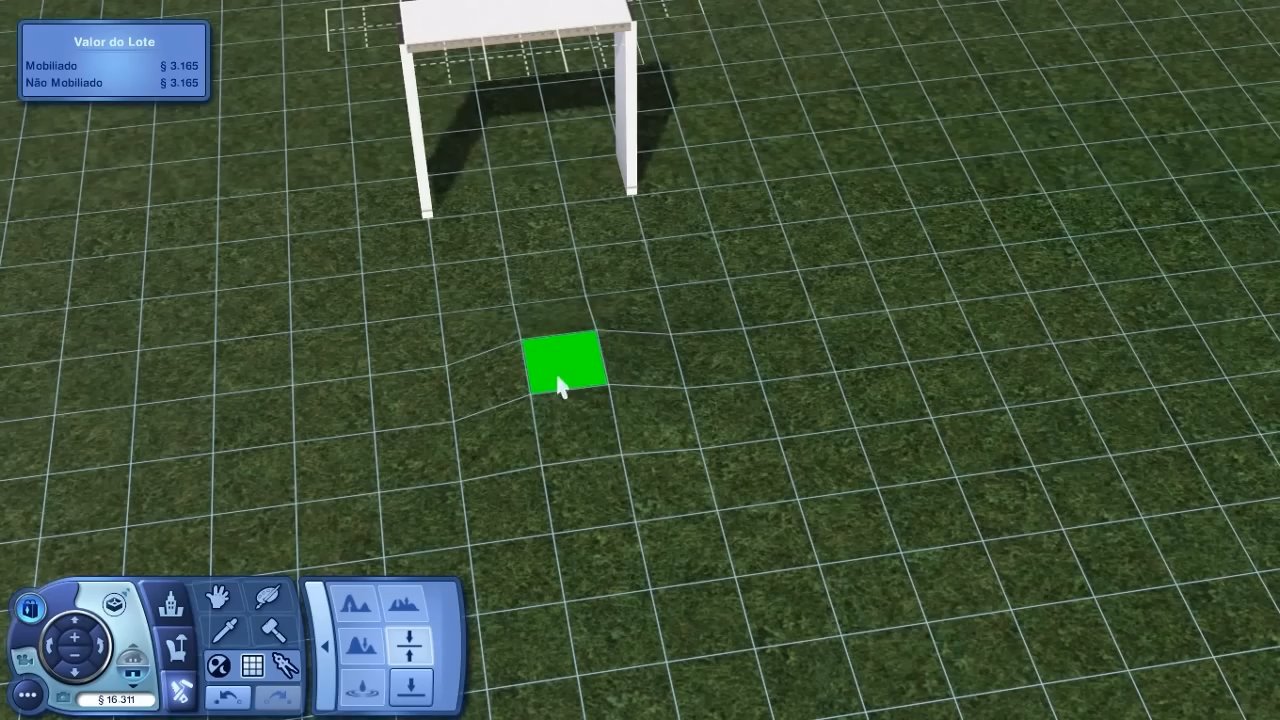 Valor do Lote
Mobiliado § 3.165
Não Mobiliado § 3.165
§ 16.311